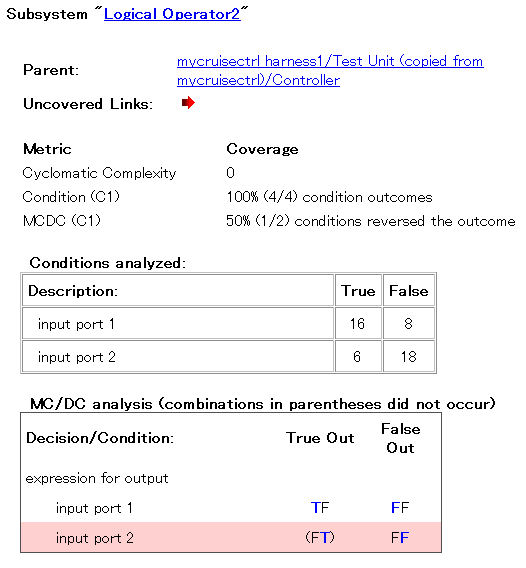 Subsystem "Logical Operator2"
Parent: mycruisectrl harness1/Test Unit (copied from
mycruisectrl)/Controller
Uncovered Links:
Metric Coverage
Cyclomatic Complexity 0
Condition (C1) 100% (4/4) condition outcomes
MCDC (C1) 50% (1/2) conditions reversed the outcome
Conditions analyzed:
Description: True False
input port 1 16 8
input port 2 6 18
MC/DC analysis (combinations in parentheses did not occur)
Decision/Condition: True Out False
Out
expression for output
input port 1 TF FF
input port 2 (FT) FF